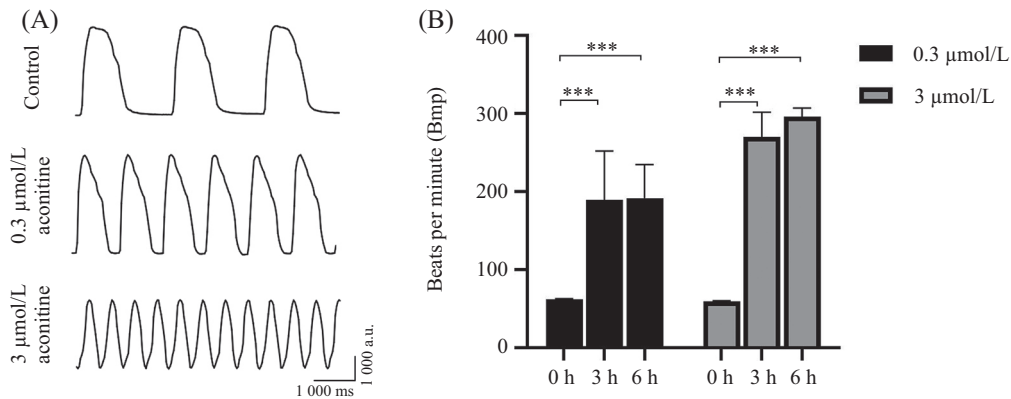 (A)
Control
0.3 µmol/L
aconitine
3 µmol/L
aconitine
1 000 ms
1 000 a.u.
(B)
Beats per minute (Bmp)
400
300
200
100
0
***
***
***
***
0 h
3 h
6 h
0 h
3 h
6 h
0.3 µmol/L
3 µmol/L